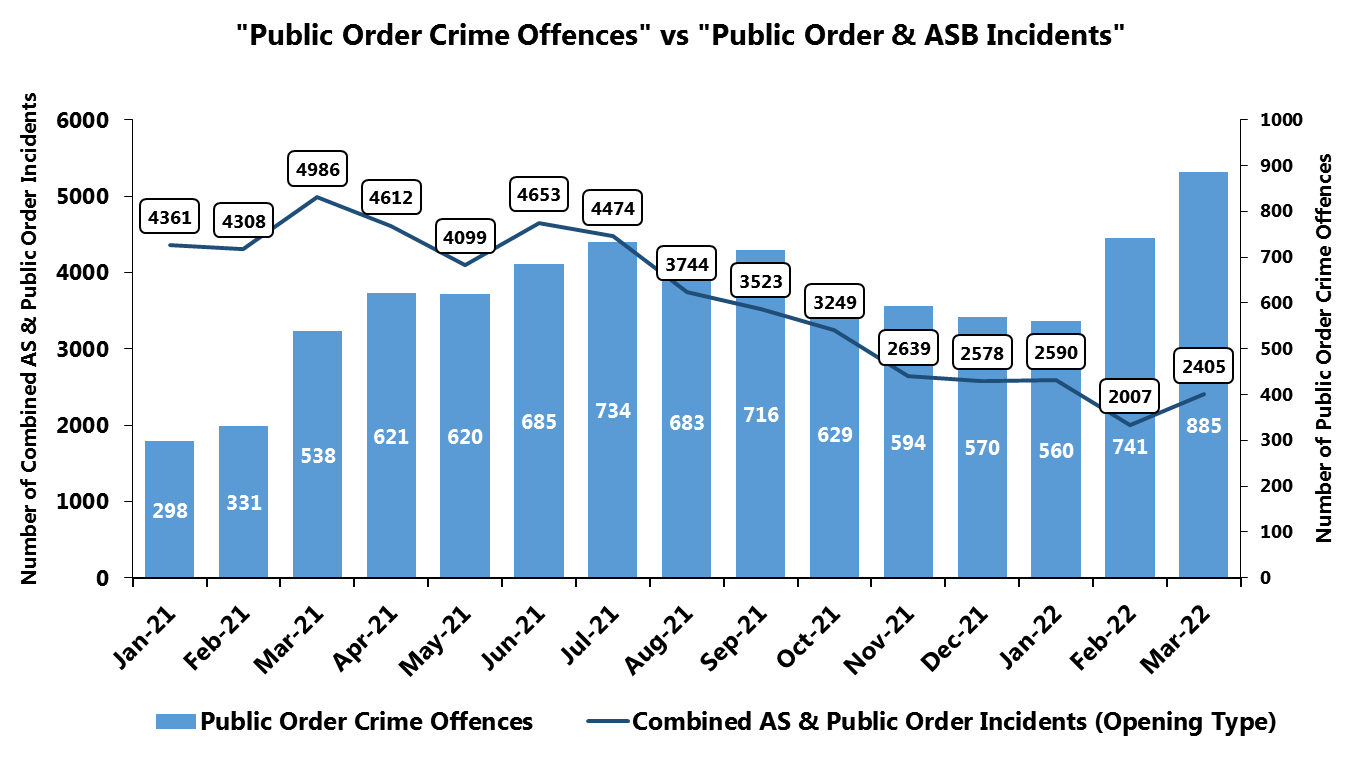 "Public Order Crime Offences" vs "Public Order & ASB Incidents"
Number of Combined AS & Public Order Incidents
6000
5000
4000
3000
2000
1000
0
4361
4308
4986
4612
4099
4653
4474
3744
3523
3249
2639
2578
2590
2007
2405
298
331
538
621
620
685
734
683
716
629
594
570
560
741
885
1000
900
800
700
600
500
400
300
200
100
0
Number of Public Order Crime Offences
Jan-21
Feb-21
Mar-21
Apr-21
May-21
Jun-21
Jul-21
Aug-21
Sep-21
Oct-21
Nov-21
Dec-21
Jan-22
Feb-22
Mar-22
Public Order Crime Offences
Combined AS & Public Order Incidents (Opening Type)